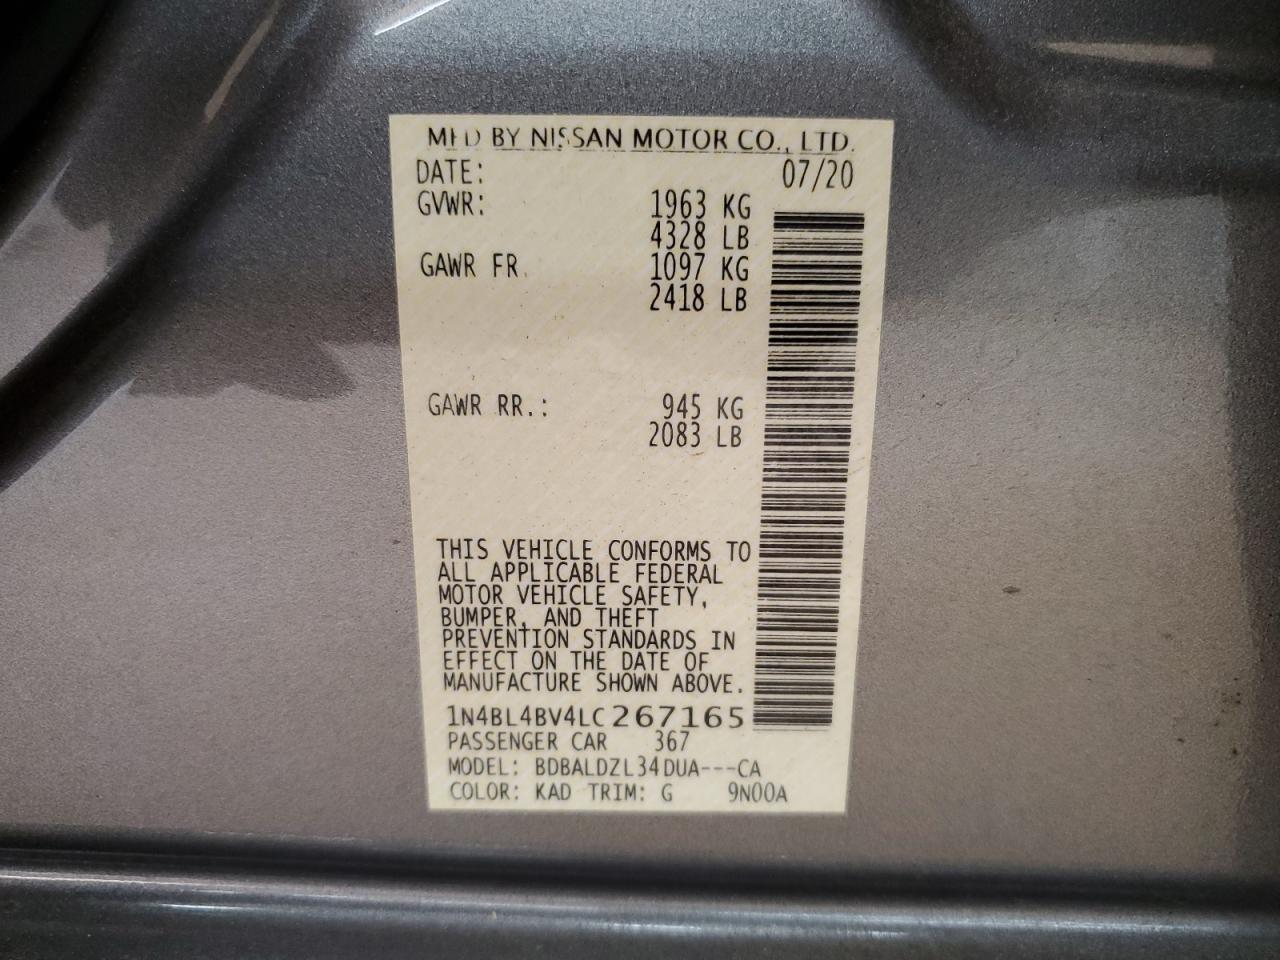 MFD BY NISSAN MOTOR CO., LTD.
DATE: 07/20
GVWR: 1963 KG
4328 LB
GAWR FR. 1097 KG
2418 LB
GAWR RR.: 945 KG
2083 LB
THIS VEHICLE CONFORMS TO
ALL APPLICABLE FEDERAL
MOTOR VEHICLE SAFETY,
BUMPER, AND THEFT
PREVENTION STANDARDS IN
EFFECT ON THE DATE OF
MANUFACTURE SHOWN ABOVE.
1N4BL4BV4LC267165
PASSENGER CAR 367
MODEL: BDBALDZL34DUA---CA
COLOR: KAD TRIM: G 9N00A